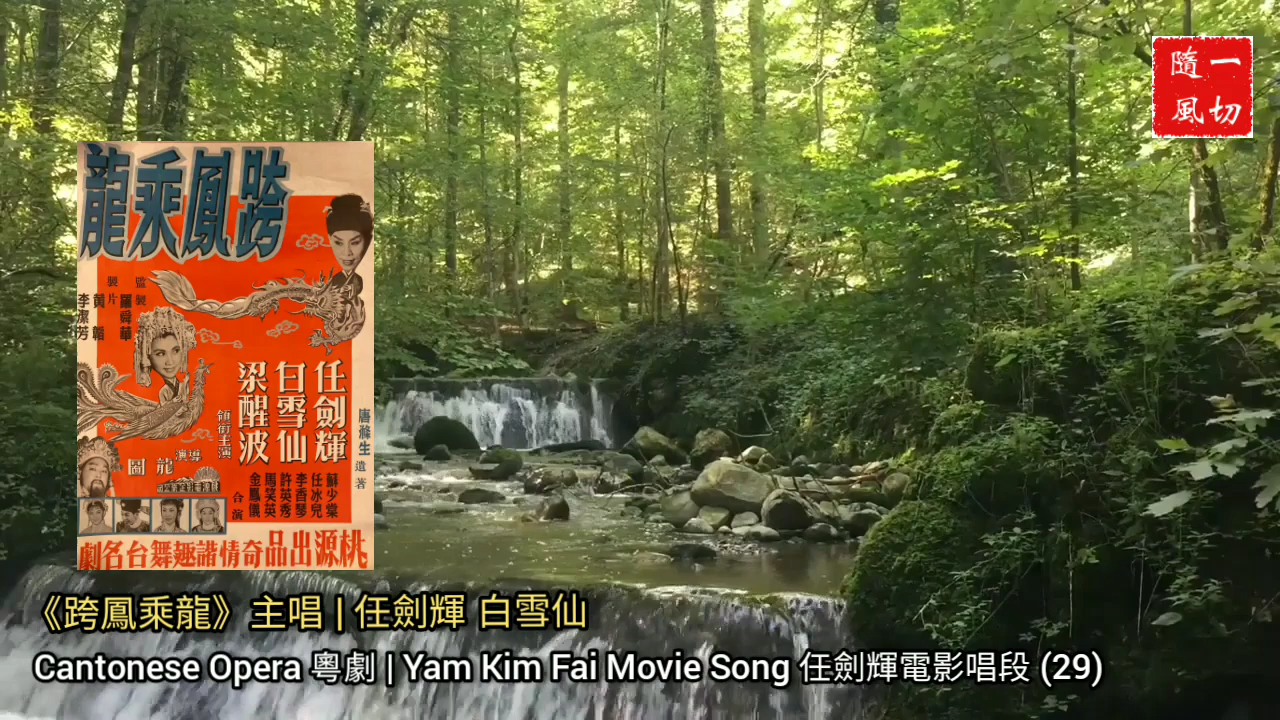 一切
隨風
跨鳳乘龍
監製
羅舜華
製片
李潔芳
任劍輝
白雪仙
梁醒波
領銜主演
唐滌生遺著
龍圖
導演
蘇少棠
任冰兒
李香琴
許英秀
周笑英
金鳳儀
合演
桃源出品奇情諧趣舞台名劇
《跨鳳乘龍》主唱 | 任劍輝 白雪仙
Cantonese Opera 粵劇 | Yam Kim Fai Movie Song 任劍輝電影唱段 (29)